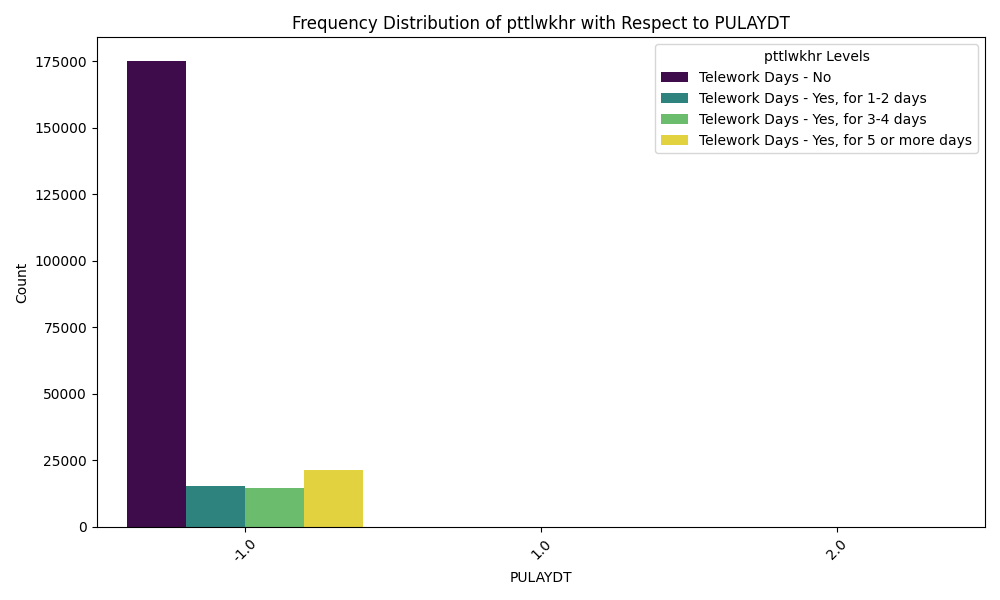 Frequency Distribution of pttlwkhr with Respect to PULAYDT
pttlwkhr Levels
Telework Days - No
Telework Days - Yes, for 1-2 days
Telework Days - Yes, for 3-4 days
Telework Days - Yes, for 5 or more days
175000
150000
125000
100000
75000
50000
25000
0
Count
-1.0
1.0
2.0
PULAYDT